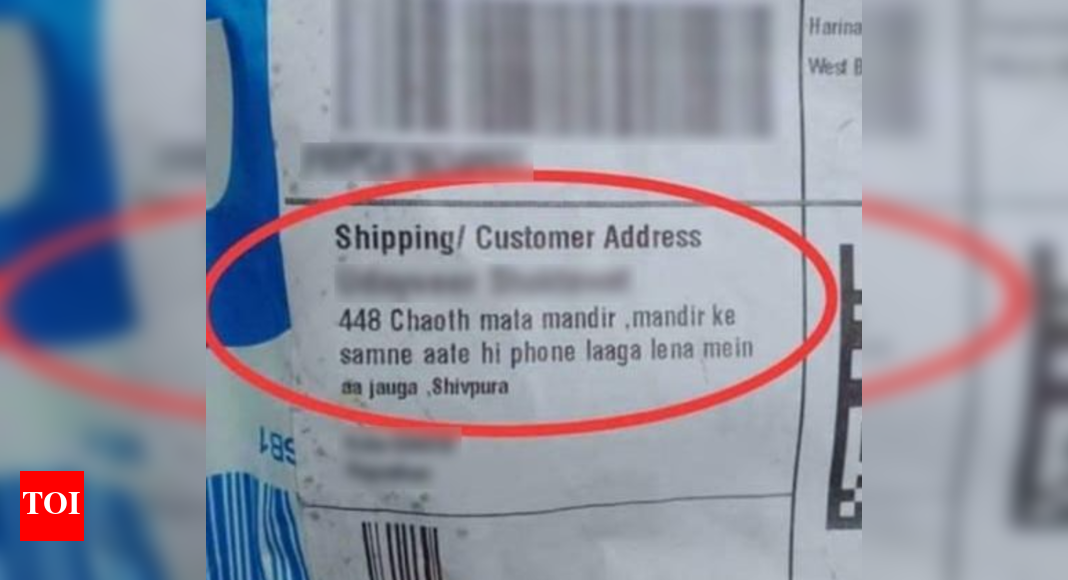 Harina
West B
Shipping/ Customer Address
448 Chaoth mata mandir ,mandir ke
samne aate hi phone laaga lena mein
aa jauga ,Shivpura
SB1
TOI